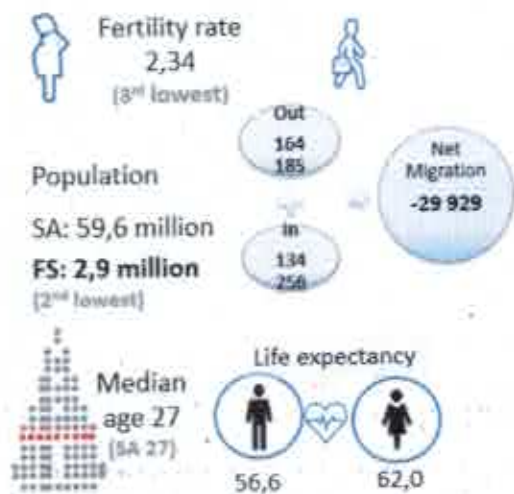 Fertility rate
2,34
(3rd lowest)
Out
164
185
Net
Migration
-29 929
Population
SA: 59,6 million
FS: 2,9 million
(2nd lowest)
In
134
256
Life expectancy
Median
age 27
(SA 27)
56,6
62,0